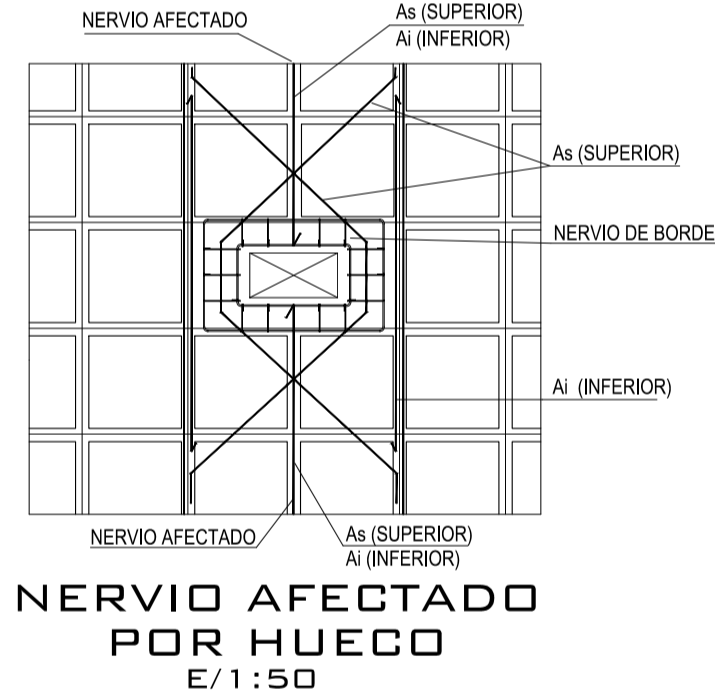 NERVIO AFECTADO
As (SUPERIOR)
Ai (INFERIOR)
As (SUPERIOR)
NERVIO DE BORDE
Ai (INFERIOR)
NERVIO AFECTADO
As (SUPERIOR)
Ai (INFERIOR)
NERVIO AFECTADO
POR HUECO
E/1:50